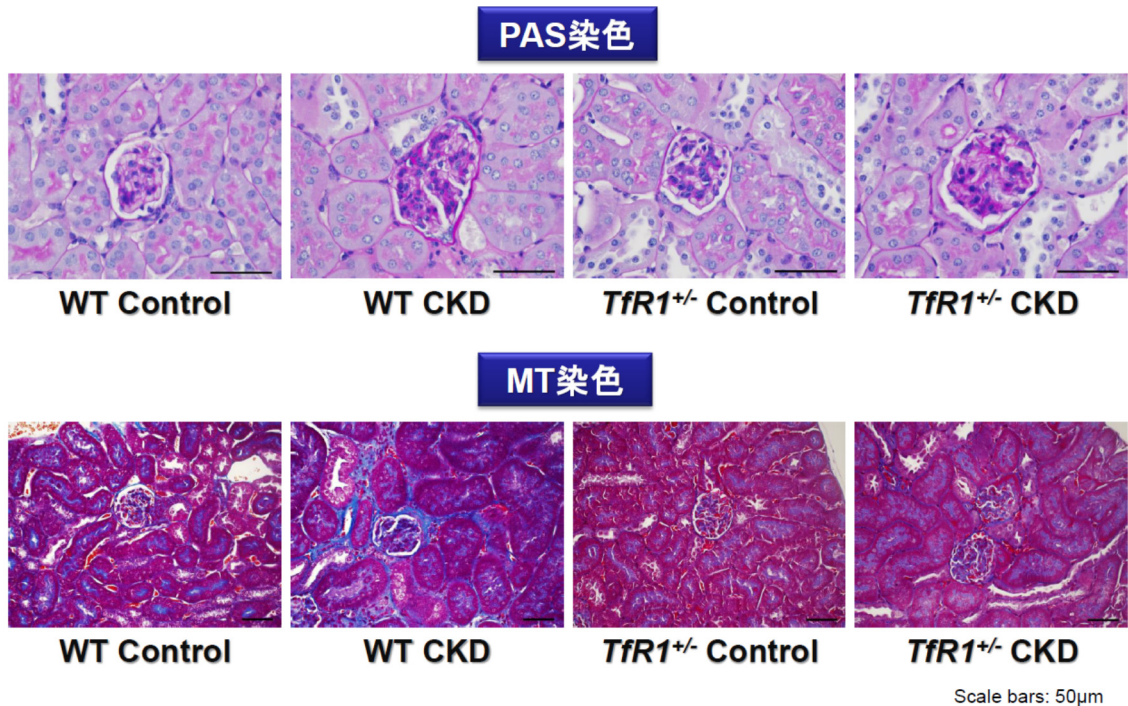 PAS染色
WT Control
WT CKD
TfR1+/- Control
TfR1+/- CKD
MT染色
WT Control
WT CKD
TfR1+/- Control
TfR1+/- CKD
Scale bars: 50μm